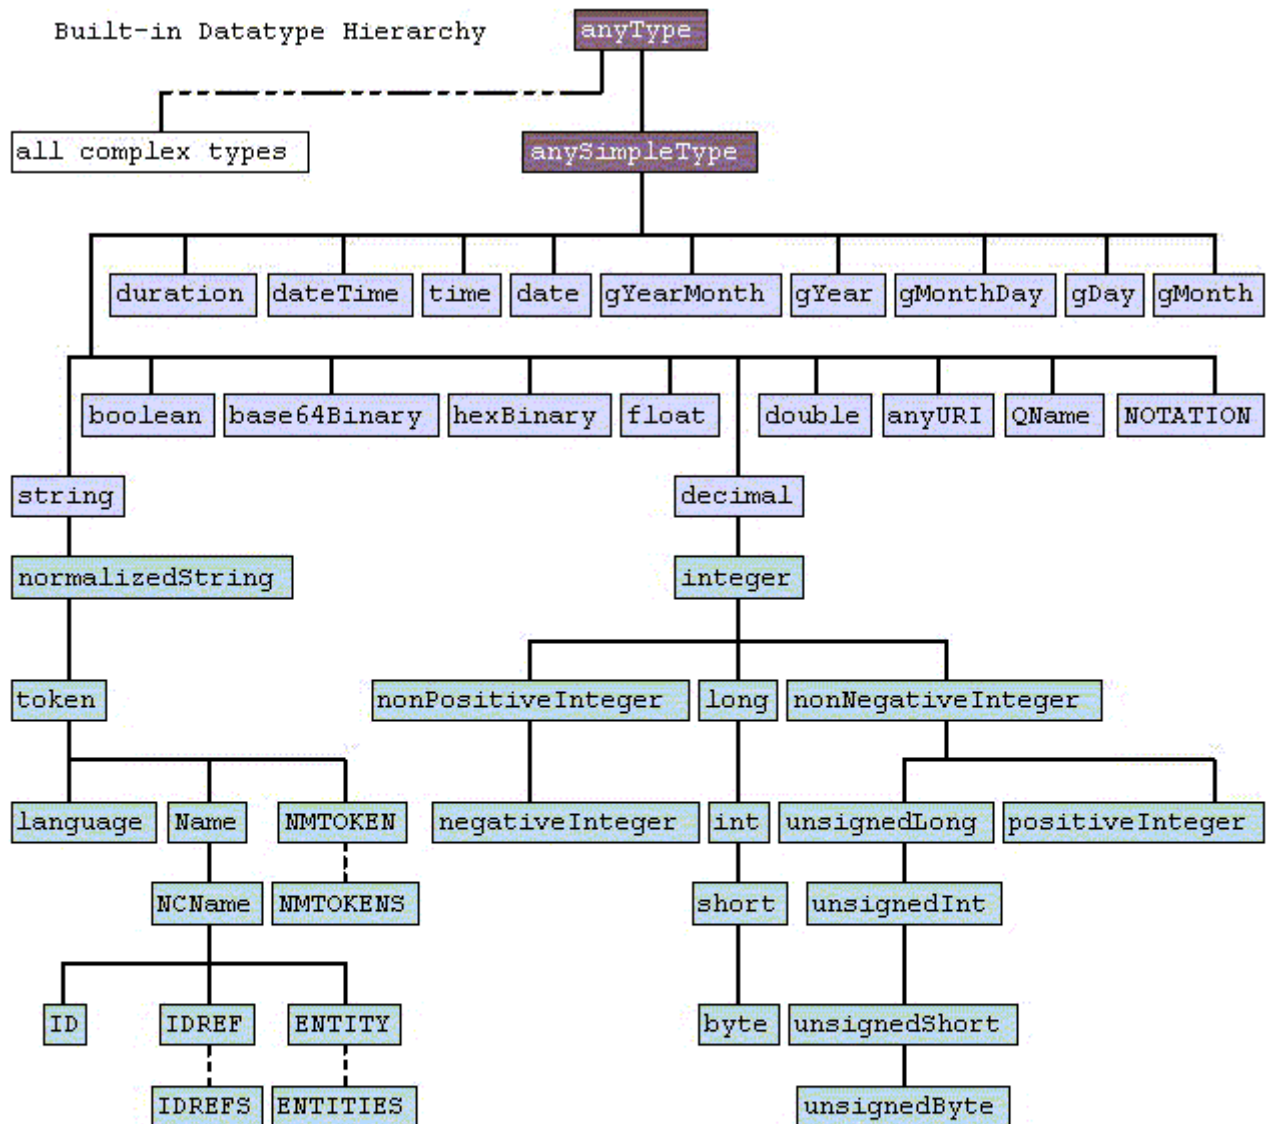 Built-in Datatype Hierarchy anyType
all complex types anySimpleType
duration dateTime time date gYearMonth gYear gMonthDay gDay gMonth
boolean base64Binary hexBinary float double anyURI QName NOTATION
string decimal
normalizedString integer
token nonPositiveInteger long nonNegativeInteger
language Name NMTOKEN negativeInteger int unsignedLong positiveInteger
NCName NMTOKENS short unsignedInt
ID IDREF ENTITY byte unsignedShort
IDREFS ENTITIES unsignedByte